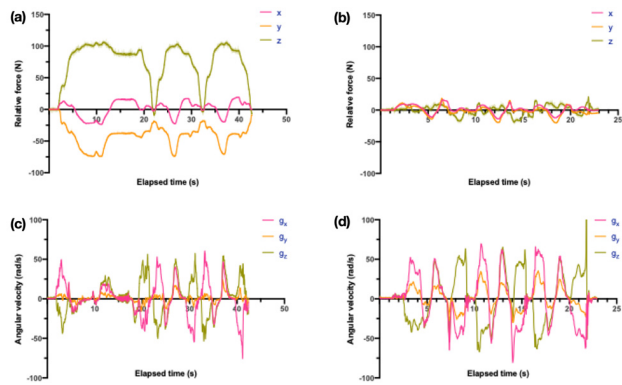 (a)
x
y
z
150
100
50
0
-50
-100
10
20
30
40
50
Relative force (N)
Elapsed time (s)
(b)
x
y
z
150
100
50
0
-50
-100
5
10
15
20
25
Relative force (N)
Elapsed time (s)
(c)
gx
gy
gz
100
50
0
-50
-100
10
20
30
40
50
Angular velocity (rad/s)
Elapsed time (s)
(d)
gx
gy
gz
100
50
0
-50
-100
5
10
15
20
25
Angular velocity (rad/s)
Elapsed time (s)